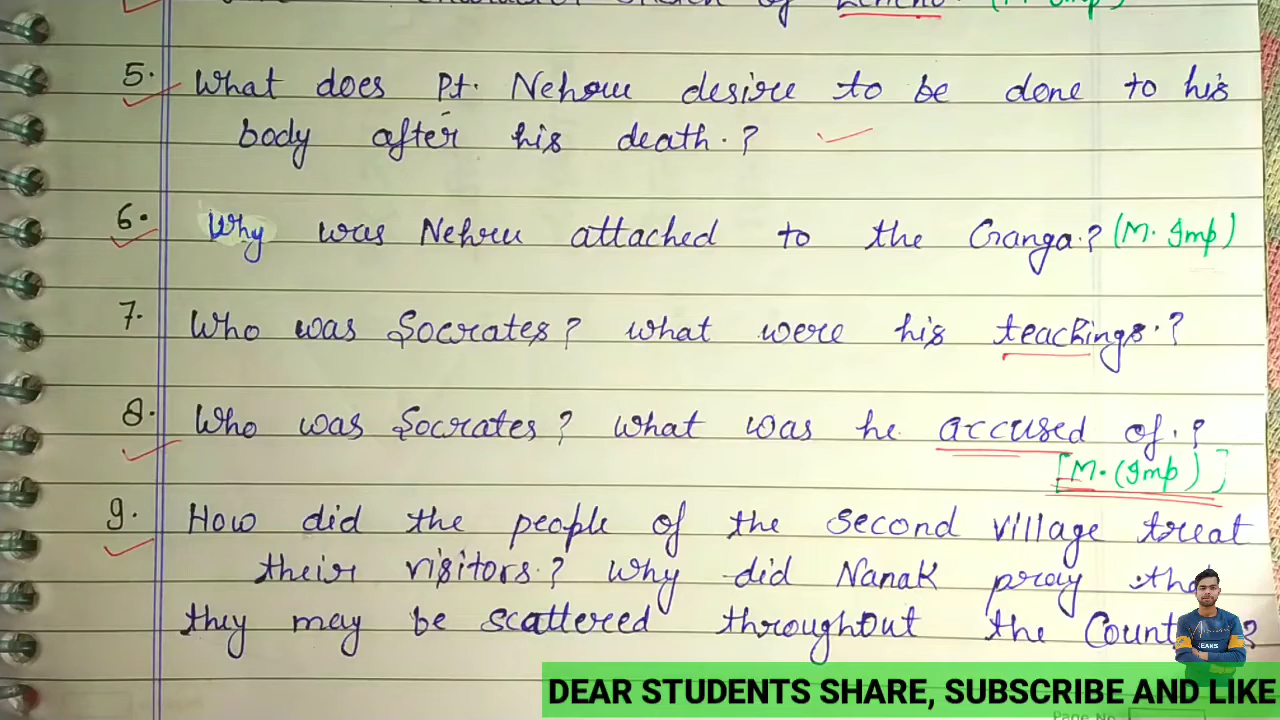 5. What does Pt. Nehru desire to be done to his
body after his death.?
6. Why was Nehru attached to the Ganga.? (M. Imp)
7. Who was Socrates? what were his teachings.?
8. Who was Socrates? what was he accused of.?
[M. (Imp)]
9. How did the people of the second village treat
their visitors.? Why did Nanak pray
they may be scattered throughout the ?
DEAR STUDENTS SHARE, SUBSCRIBE AND LIKE